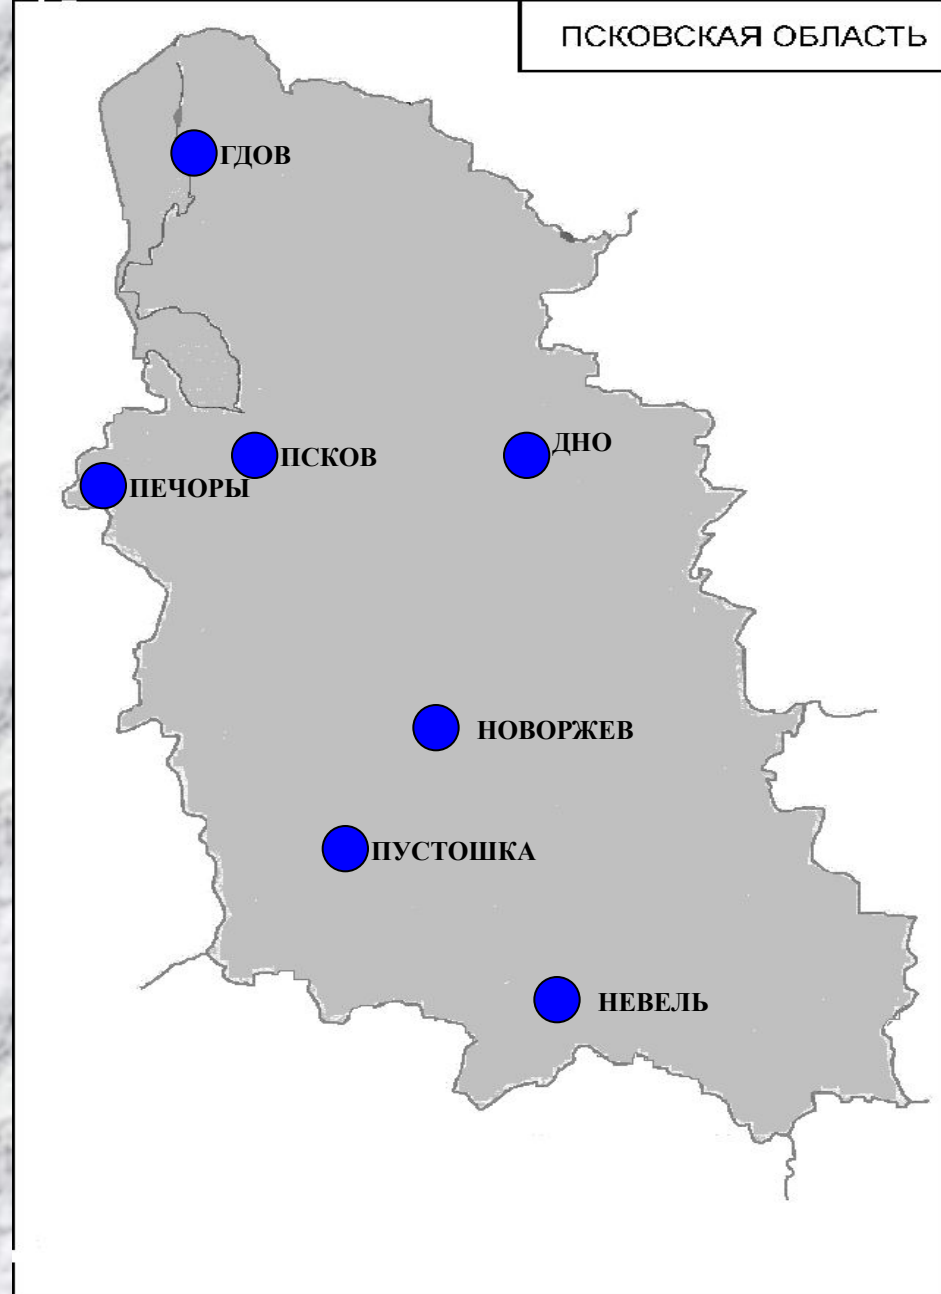 ПСКОВСКАЯ ОБЛАСТЬ
ГДОВ
ДНО
ПСКОВ
ПЕЧОРЫ
НОВОРЖЕВ
ПУСТОШКА
НЕВЕЛЬ